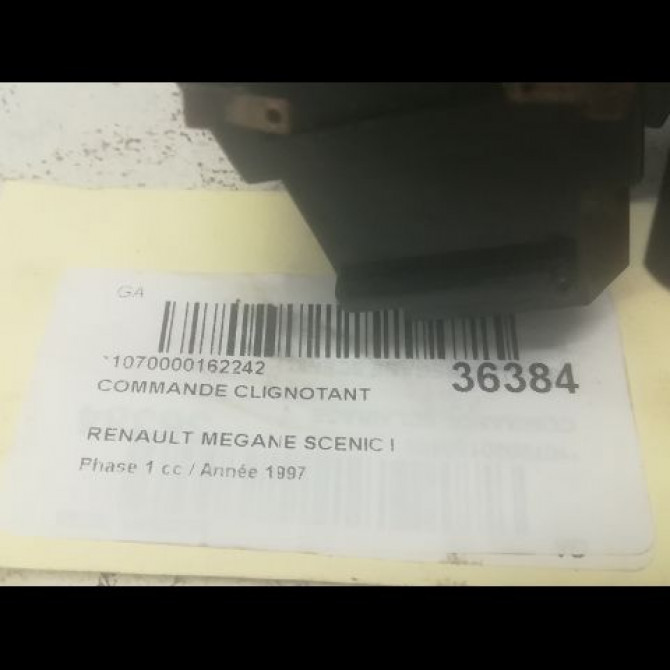 GA
*1070000162242
36384
COMMANDE CLIGNOTANT
RENAULT MEGANE SCENIC I
Phase 1 cc / Année 1997